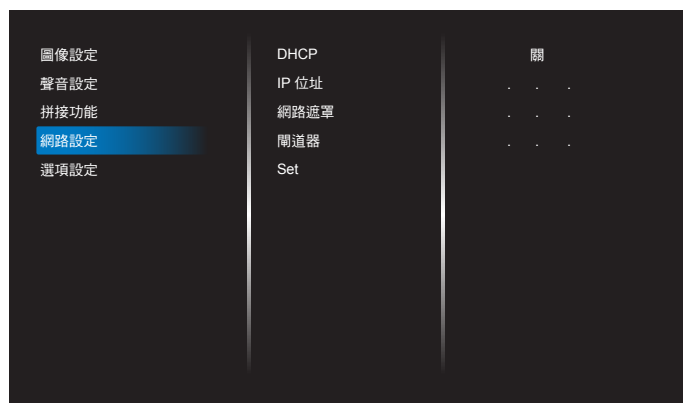 圖像設定 DHCP 關
聲音設定 IP 位址 . . .
拼接功能 網路遮罩 . . .
網路設定 閘道器 . . .
選項設定 Set